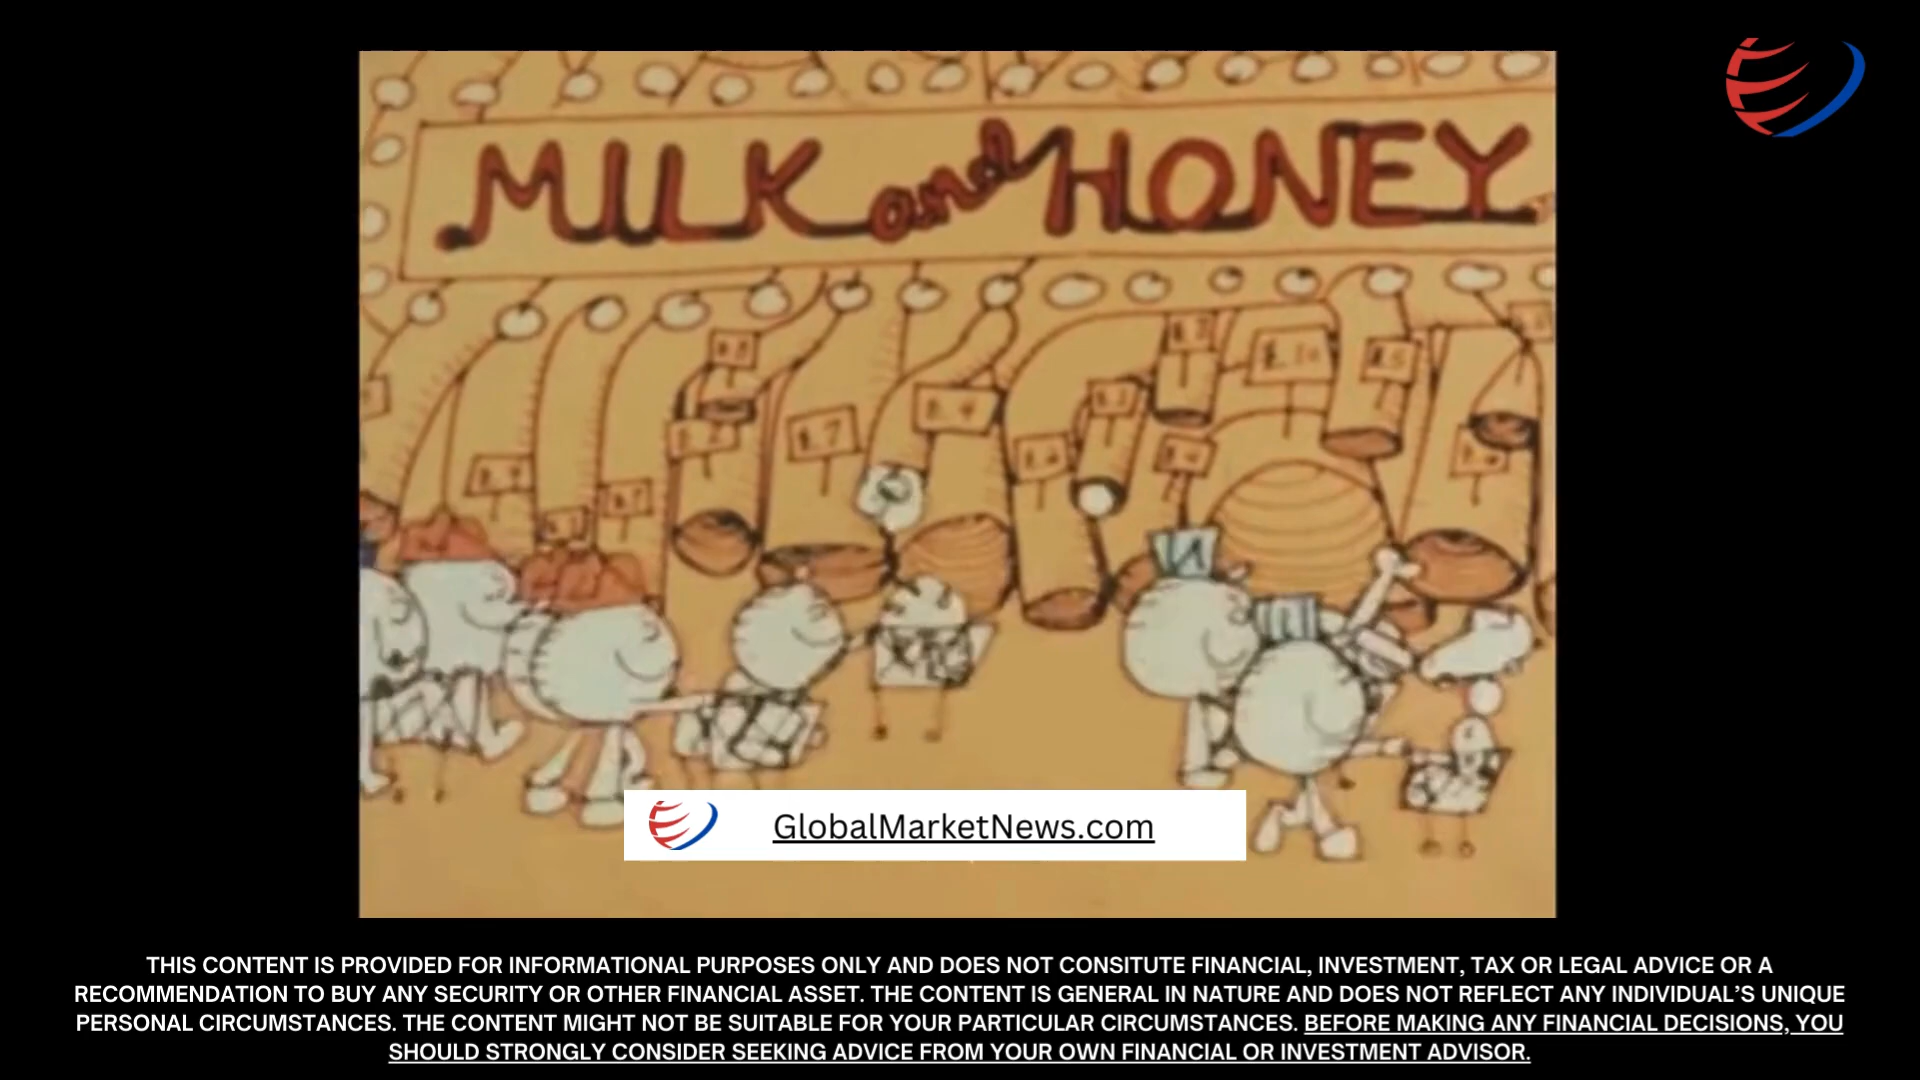 MILK and HONEY
$.7
GlobalMarketNews.com
THIS CONTENT IS PROVIDED FOR INFORMATIONAL PURPOSES ONLY AND DOES NOT CONSITUTE FINANCIAL, INVESTMENT, TAX OR LEGAL ADVICE OR A
RECOMMENDATION TO BUY ANY SECURITY OR OTHER FINANCIAL ASSET. THE CONTENT IS GENERAL IN NATURE AND DOES NOT REFLECT ANY INDIVIDUAL’S UNIQUE
PERSONAL CIRCUMSTANCES. THE CONTENT MIGHT NOT BE SUITABLE FOR YOUR PARTICULAR CIRCUMSTANCES. BEFORE MAKING ANY FINANCIAL DECISIONS, YOU
SHOULD STRONGLY CONSIDER SEEKING ADVICE FROM YOUR OWN FINANCIAL OR INVESTMENT ADVISOR.